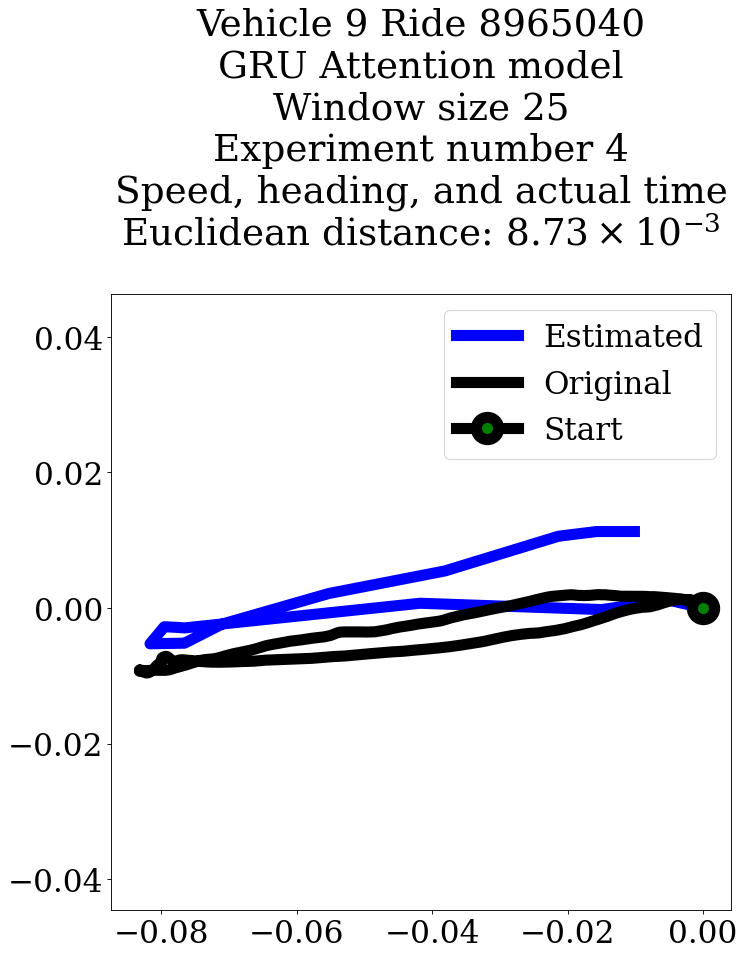 Vehicle 9 Ride 8965040
GRU Attention model
Window size 25
Experiment number 4
Speed, heading, and actual time
Euclidean distance: 8.73 × 10⁻³
Estimated
Original
Start
0.04
0.02
0.00
−0.02
−0.04
−0.08 −0.06 −0.04 −0.02 0.00